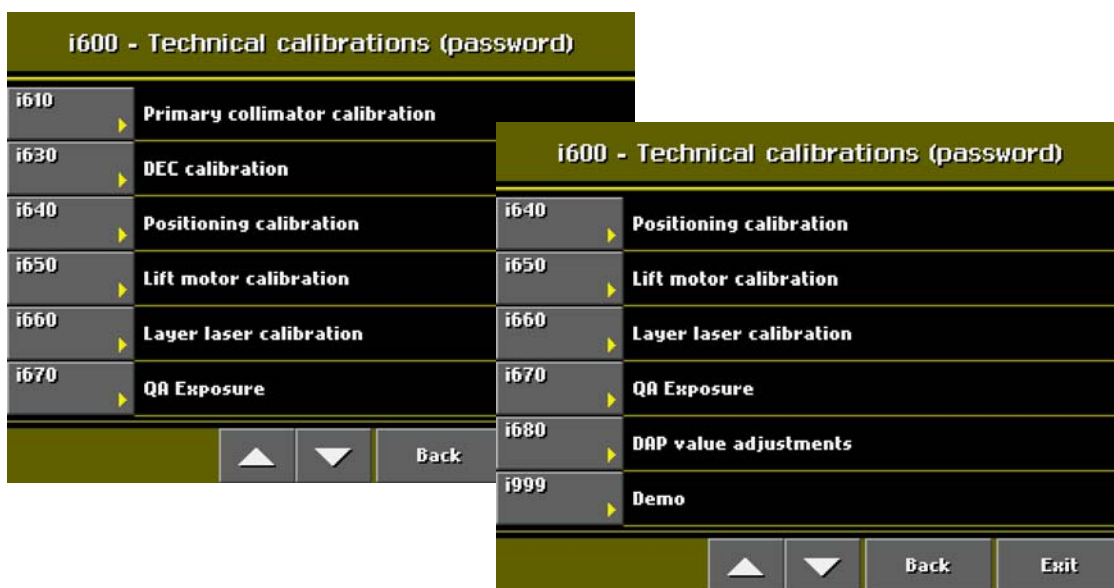 i600 - Technical calibrations (password)
i610
Primary collimator calibration
i630
DEC calibration
i640
Positioning calibration
i650
Lift motor calibration
i660
Layer laser calibration
i670
QA Exposure
Back
i600 - Technical calibrations (password)
i640
Positioning calibration
i650
Lift motor calibration
i660
Layer laser calibration
i670
QA Exposure
i680
DAP value adjustments
i999
Demo
Back
Exit